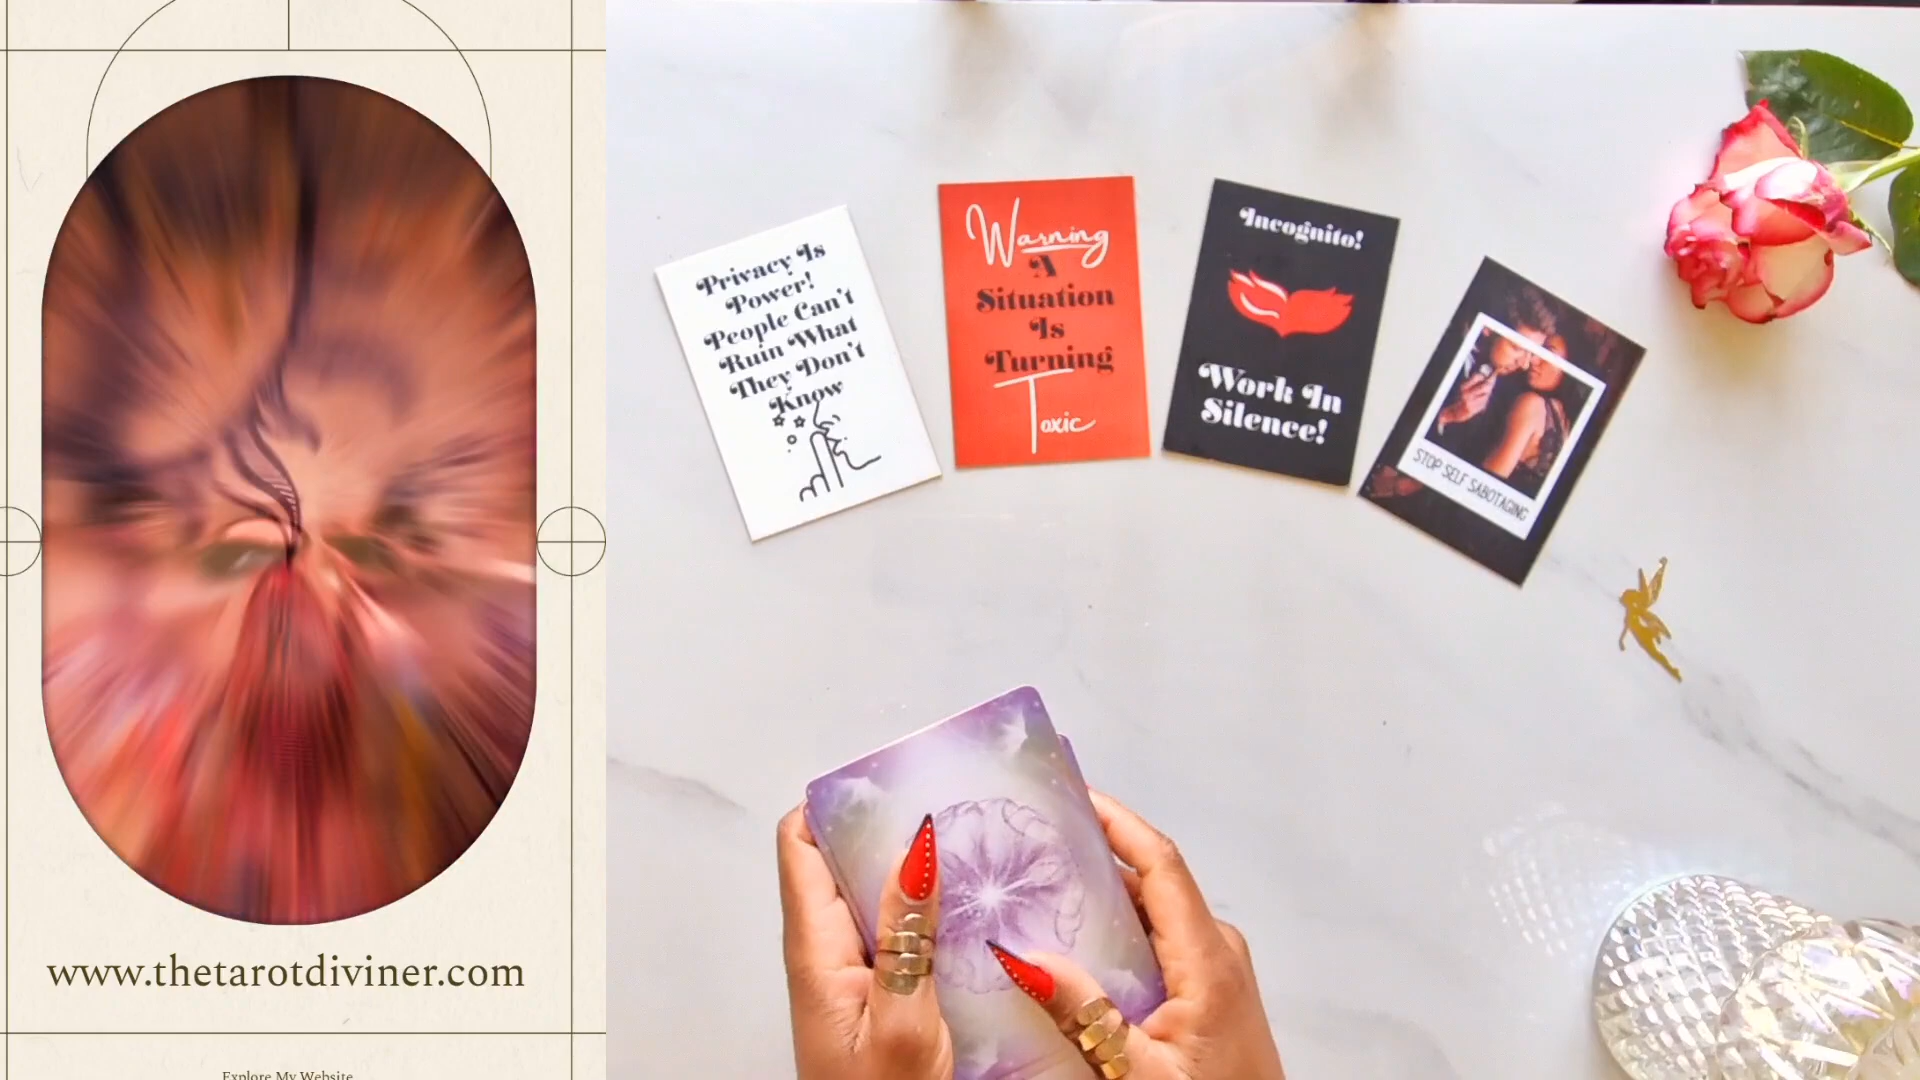 www.thetarotdiviner.com
Explore My Website
Privacy Is
Power!
People Can't
Ruin What
They Don't
Know
Warning
A
Situation
Is
Turning
Toxic
Incognito!
Work In
Silence!
STOP SELF SABOTAGING